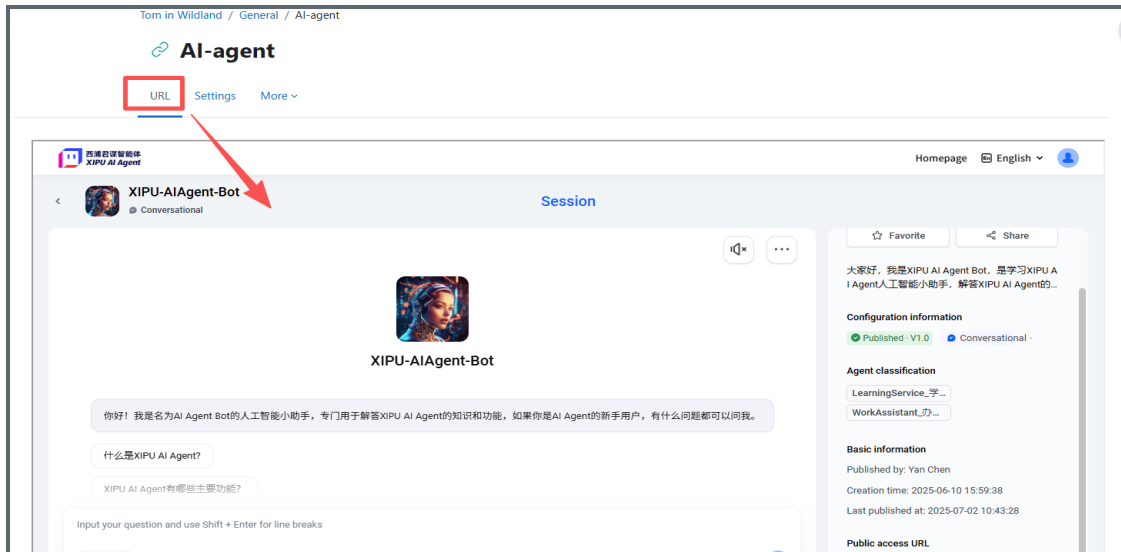 Tom in Wildland / General / AI-agent
AI-agent
URL Settings More
西浦君谋智能体
XIPU AI Agent
Homepage En English
XIPU-AIAgent-Bot
Conversational
Session
Favorite Share
大家好，我是XIPU AI Agent Bot，是学习XIPU A
I Agent人工智能小助手，解答XIPU AI Agent的...
Configuration information
Published · V1.0 Conversational ·
Agent classification
LearningService_学...
WorkAssistant_办...
Basic information
Published by: Yan Chen
Creation time: 2025-06-10 15:59:38
Last published at: 2025-07-02 10:43:28
Public access URL
XIPU-AIAgent-Bot
你好！我是名为AI Agent Bot的人工智能小助手，专门用于解答XIPU AI Agent的知识和功能，如果你是AI Agent的新手用户，有什么问题都可以问我。
什么是XIPU AI Agent?
XIPU AI Agent有哪些主要功能?
Input your question and use Shift + Enter for line breaks